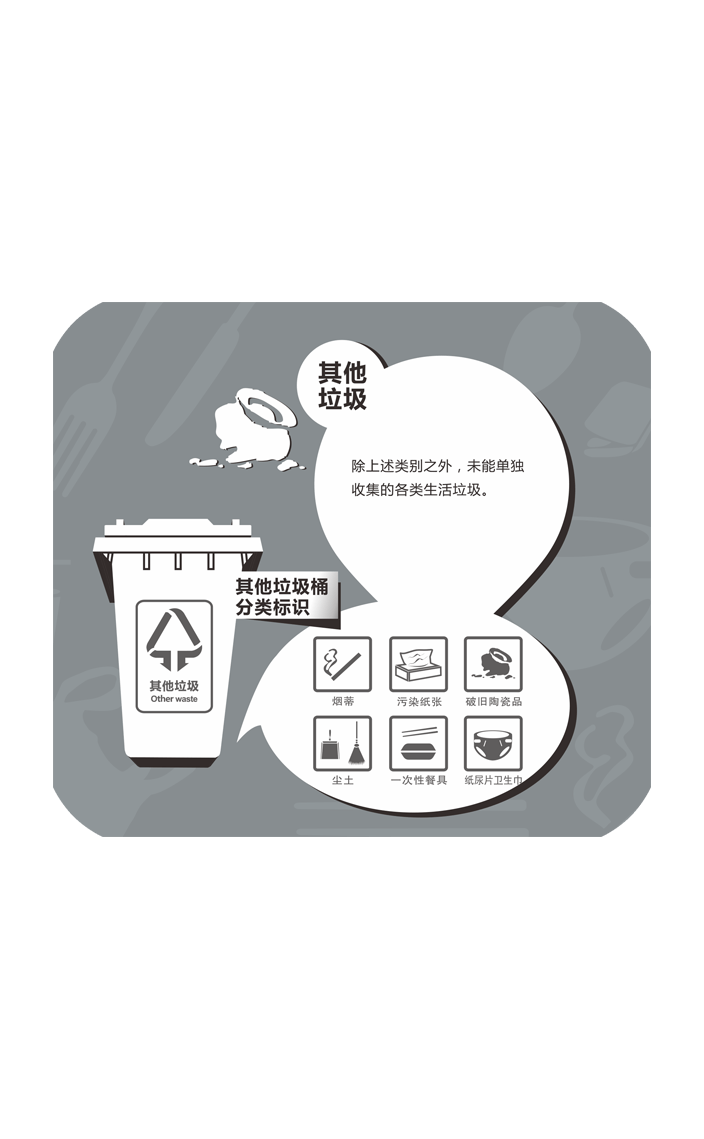 其他
垃圾
除上述类别之外，未能单独
收集的各类生活垃圾。
其他垃圾桶
分类标识
其他垃圾
Other waste
烟蒂
污染纸张
破旧陶瓷品
尘土
一次性餐具
纸尿片卫生巾